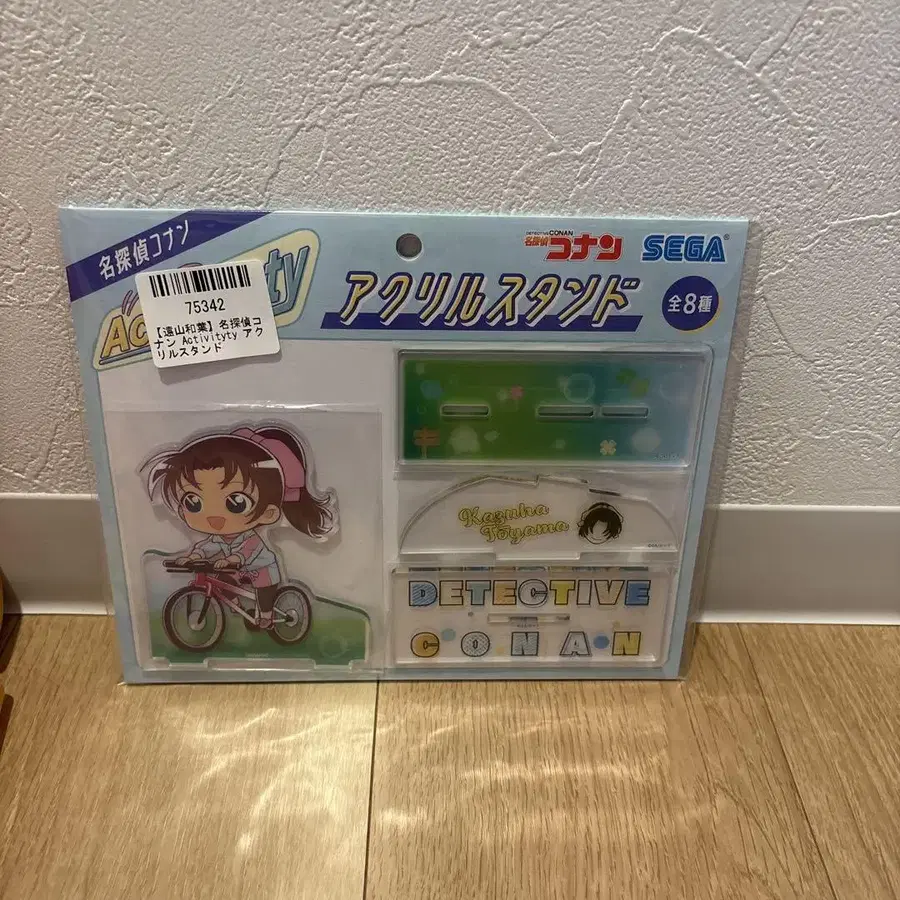 名探偵コナン
Activityty
DETECTIVE CONAN
名探偵コナン
SEGA
アクリルスタンド
全8種
75342
【遠山和葉】名探偵コ
ナン Activityty アク
リルスタンド
Kazuha
Toyama
DETECTIVE
CONAN